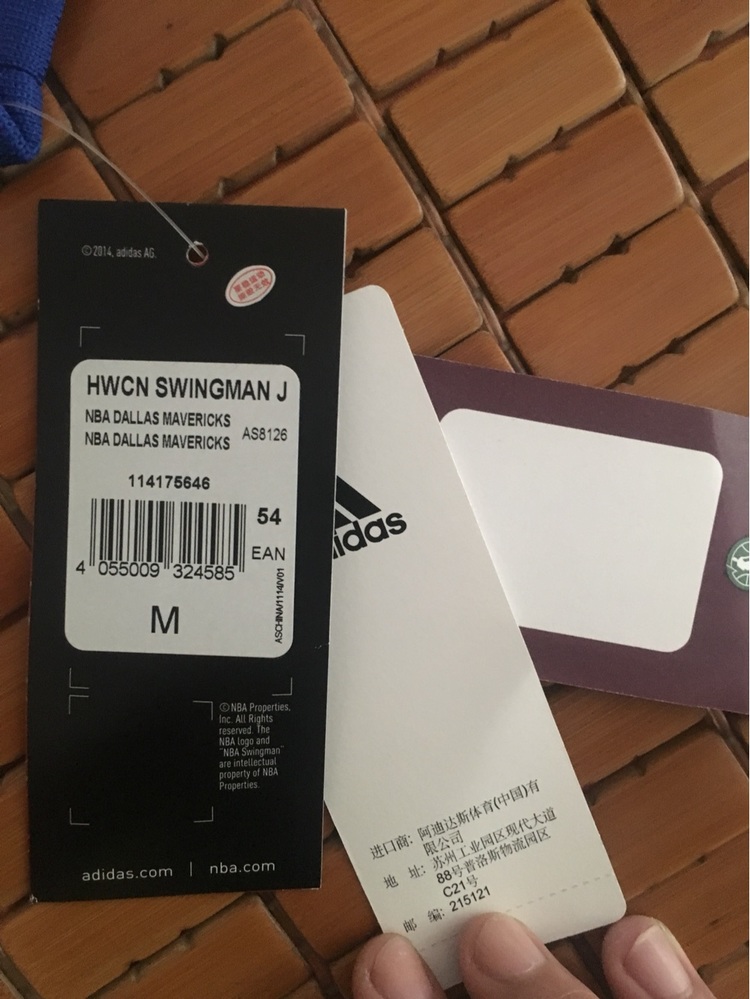 © 2014, adidas AG.
HWCN SWINGMAN J
NBA DALLAS MAVERICKS
NBA DALLAS MAVERICKS
AS8126
114175646
54
EAN
4 055009 324585
M
ASCHINA/1114/V01
© NBA Properties,
Inc. All Rights
reserved. The
NBA logo and
"NBA Swingman"
are intellectual
property of NBA
Properties.
adidas.com | nba.com
idas
进口商: 阿迪达斯体育(中国)有
限公司
地 址: 苏州工业园区现代大道
88号普洛斯物流园区
C21号
邮 编: 215121